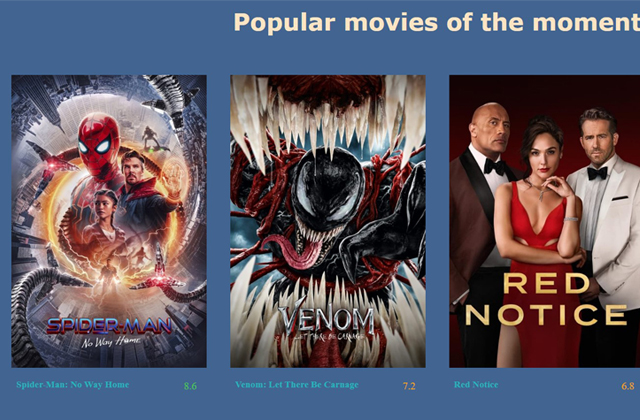 Popular movies of the moment
SPIDER-MAN
No Way Home
VENOM
LET THERE BE CARNAGE
RED
NOTICE
Spider-Man: No Way Home 8.6
Venom: Let There Be Carnage 7.2
Red Notice 6.8